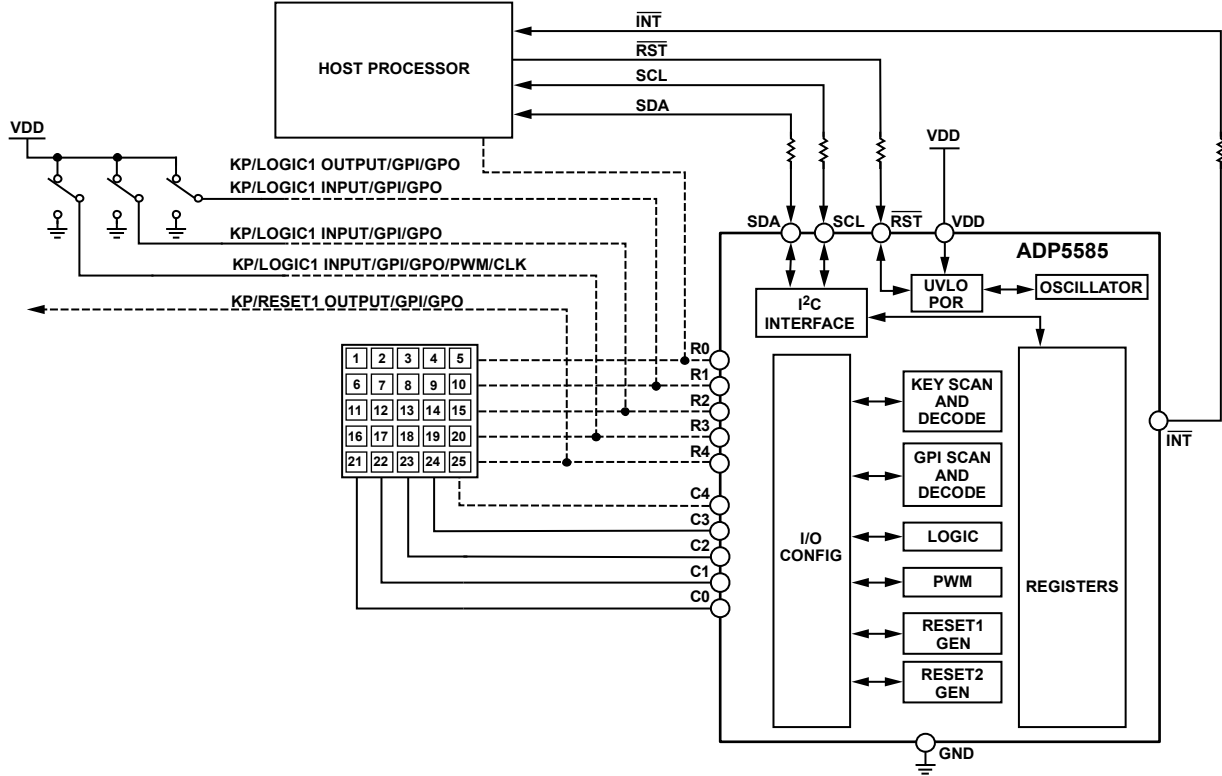 INT
RST
HOST PROCESSOR
SCL
SDA
VDD
VDD
KP/LOGIC1 OUTPUT/GPI/GPO
KP/LOGIC1 INPUT/GPI/GPO
KP/LOGIC1 INPUT/GPI/GPO
KP/LOGIC1 INPUT/GPI/GPO/PWM/CLK
KP/RESET1 OUTPUT/GPI/GPO
SDA SCL RST VDD
ADP5585
I2C
INTERFACE
UVLO
POR
OSCILLATOR
1 2 3 4 5
6 7 8 9 10
11 12 13 14 15
16 17 18 19 20
21 22 23 24 25
R0
R1
R2
R3
R4
C4
C3
C2
C1
C0
I/O
CONFIG
KEY SCAN
AND
DECODE
GPI SCAN
AND
DECODE
LOGIC
PWM
RESET1
GEN
RESET2
GEN
REGISTERS
INT
GND